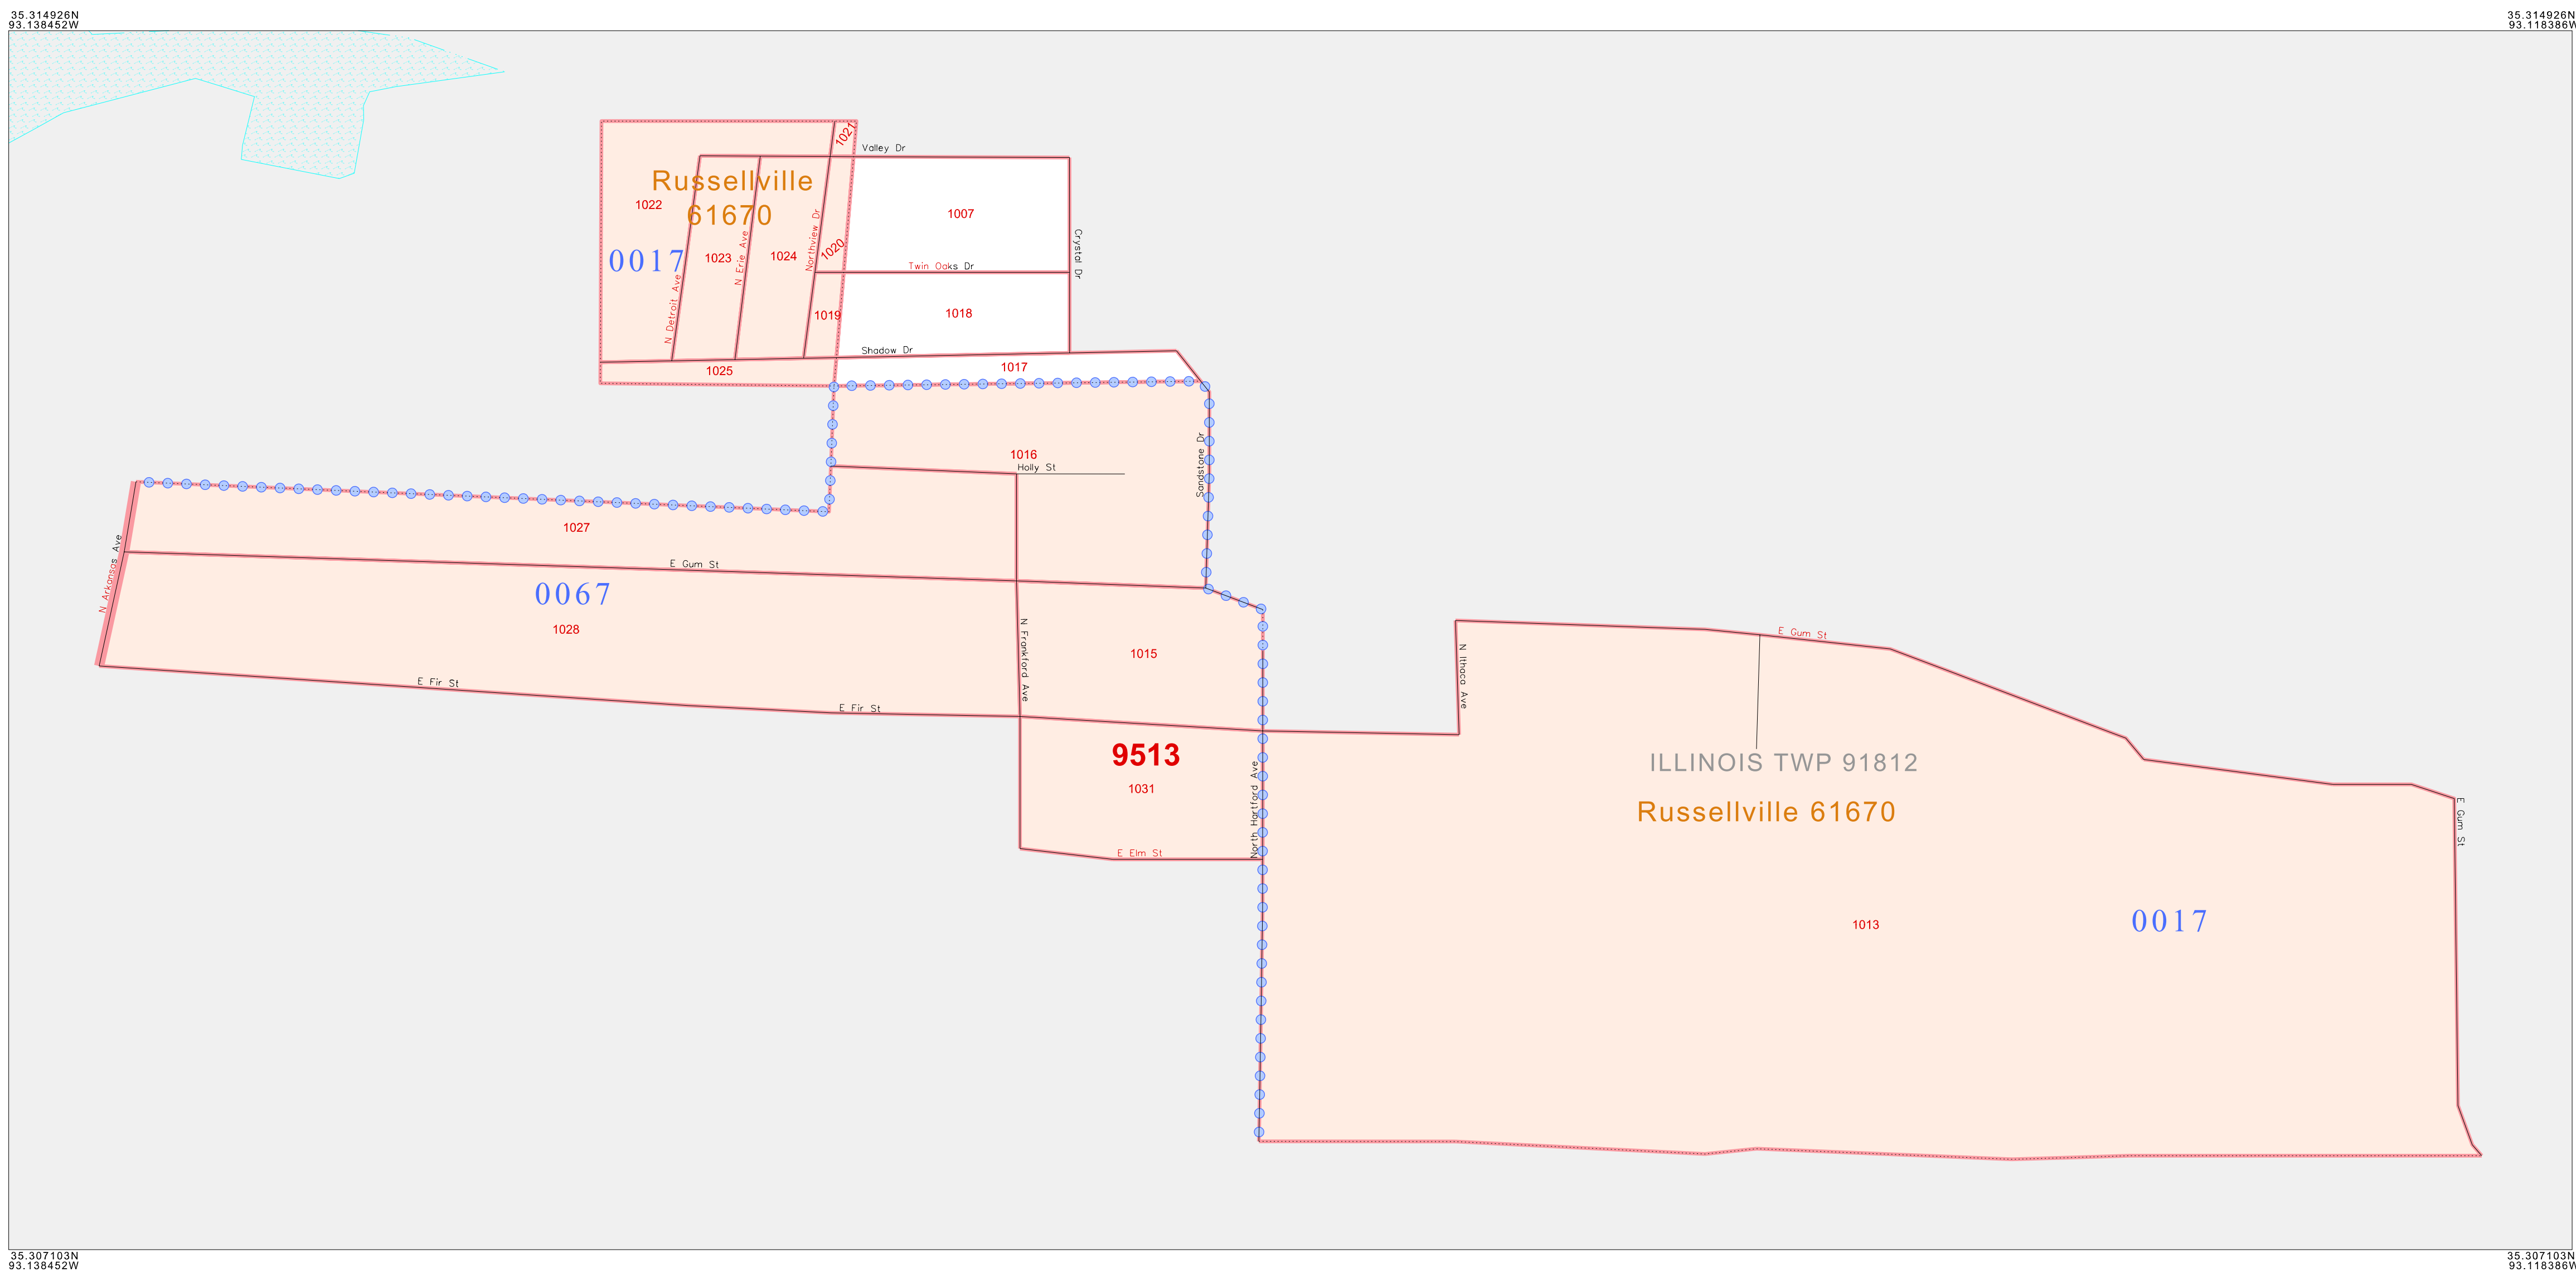 35.314926N
93.138452W
35.314926N
93.118386W
1021
Valley Dr
Russellville
61670
1022
1007
0017
1023
N Erie Ave
1024
Northview Dr
1020
Crystal Dr
Twin Oaks Dr
N Detroit Ave
1019
1018
Shadow Dr
1025
1017
1016
Holly St
Sandstone Dr
1027
N Arkansas Ave
E Gum St
0067
1028
N Frankford Ave
1015
E Gum St
N Ithaca Ave
E Fir St
E Fir St
9513
1031
North Hartford Ave
E Elm St
ILLINOIS TWP 91812
Russellville 61670
E Gum St
1013
0017
35.307103N
93.138452W
35.307103N
93.118386W